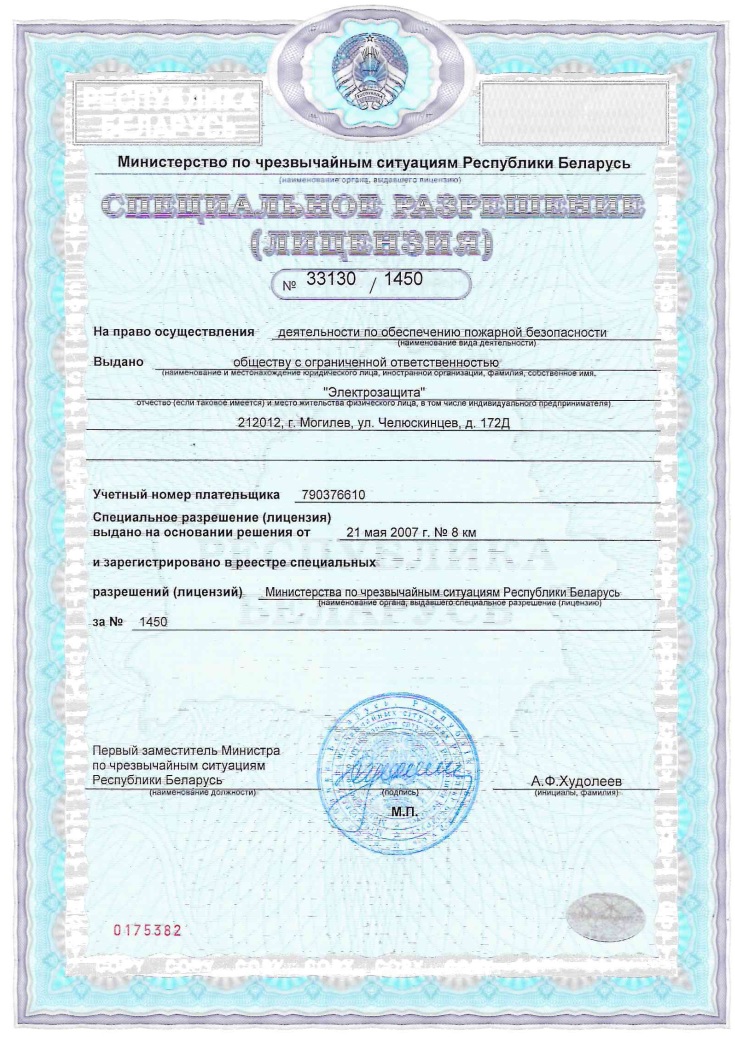 РЕСПУБЛИКА
БЕЛАРУСЬ
Министерство по чрезвычайным ситуациям Республики Беларусь
(наименование органа, выдавшего лицензию)
СПЕЦИАЛЬНОЕ РАЗРЕШЕНИЕ
(ЛИЦЕНЗИЯ)
№ 33130 / 1450
На право осуществления деятельности по обеспечению пожарной безопасности
(наименование вида деятельности)
Выдано обществу с ограниченной ответственностью
(наименование и местонахождение юридического лица, иностранной организации, фамилия, собственное имя,
"Электрозащита"
отчество (если таковое имеется) и место жительства физического лица, в том числе индивидуального предпринимателя)
212012, г. Могилев, ул. Челюскинцев, д. 172Д
Учетный номер плательщика 790376610
Специальное разрешение (лицензия)
выдано на основании решения от 21 мая 2007 г. № 8 км
РЕСПУБЛИКА
и зарегистрировано в реестре специальных
разрешений (лицензий) Министерства по чрезвычайным ситуациям Республики Беларусь
(наименование органа, выдавшего специальное разрешение (лицензию)
БЕЛАРУСЬ
за № 1450
Первый заместитель Министра
по чрезвычайным ситуациям
Республики Беларусь
(наименование должности)
(подпись)
А.Ф.Худолеев
(инициалы, фамилия)
М.П.
0175382